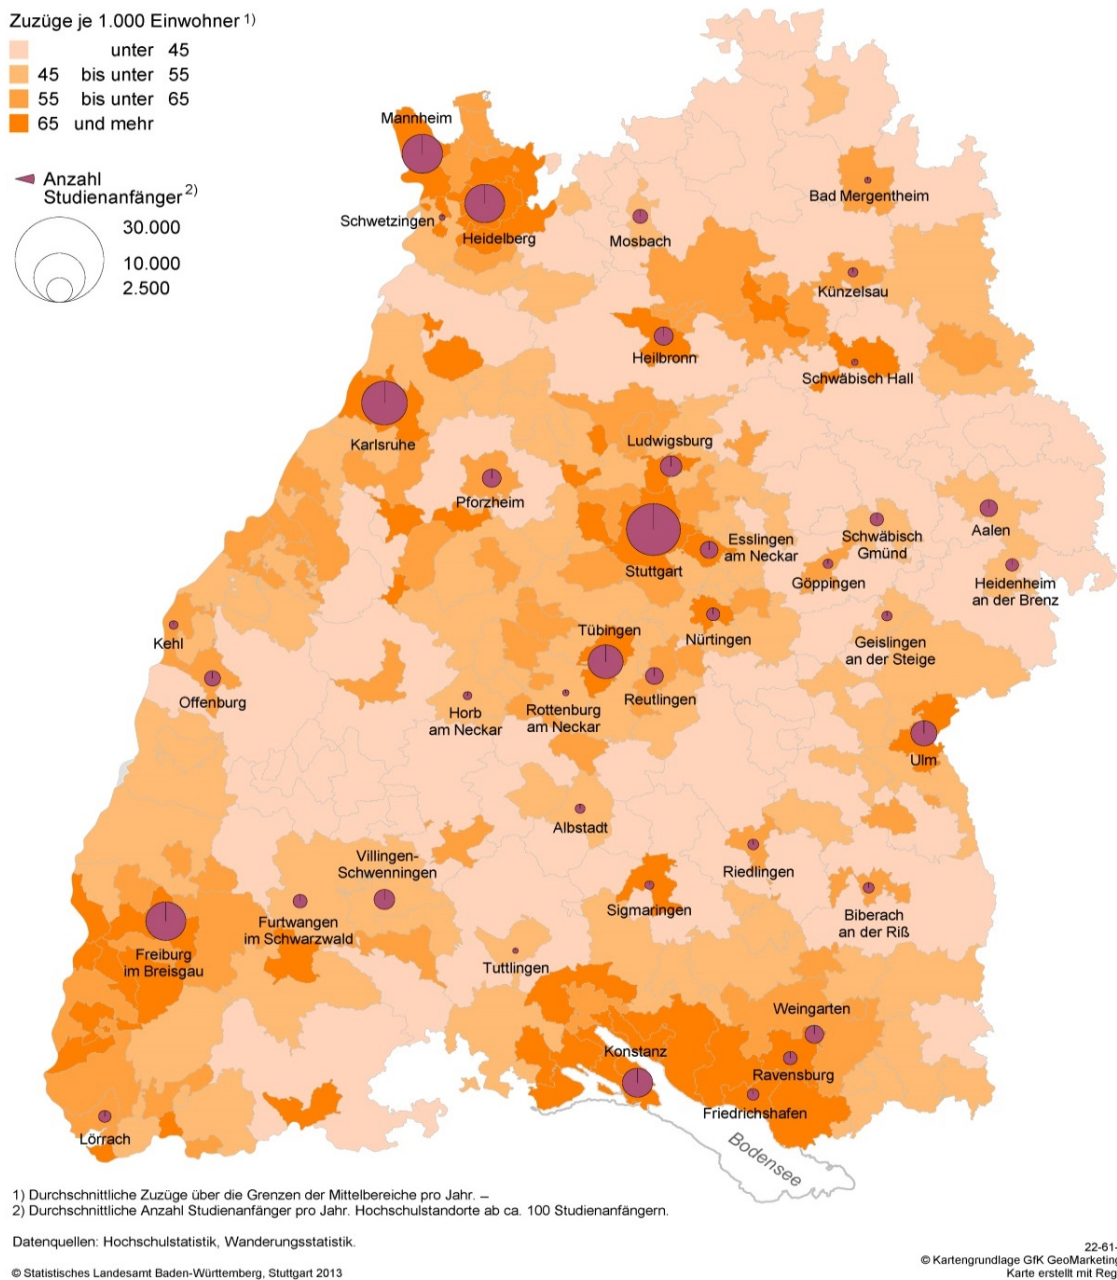 Zuzüge je 1.000 Einwohner 1)
unter 45
45 bis unter 55
55 bis unter 65
65 und mehr
Anzahl
Studienanfänger 2)
30.000
10.000
2.500
Mannheim
Schwetzingen
Heidelberg
Mosbach
Bad Mergentheim
Künzelsau
Heilbronn
Schwäbisch Hall
Karlsruhe
Ludwigsburg
Pforzheim
Stuttgart
Esslingen
am Neckar
Schwäbisch
Gmünd
Aalen
Göppingen
Heidenheim
an der Brenz
Kehl
Offenburg
Tübingen
Nürtingen
Geislingen
an der Steige
Horb
am Neckar
Rottenburg
am Neckar
Reutlingen
Ulm
Albstadt
Villingen-
Schwenningen
Riedlingen
Freiburg
im Breisgau
Furtwangen
im Schwarzwald
Sigmaringen
Biberach
an der Riß
Tuttlingen
Weingarten
Konstanz
Ravensburg
Friedrichshafen
Lörrach
Bodensee
1) Durchschnittliche Zuzüge über die Grenzen der Mittelbereiche pro Jahr. –
2) Durchschnittliche Anzahl Studienanfänger pro Jahr. Hochschulstandorte ab ca. 100 Studienanfängern.
Datenquellen: Hochschulstatistik, Wanderungsstatistik.
22-61-
© Kartengrundlage GfK GeoMarketing
© Statistisches Landesamt Baden-Württemberg, Stuttgart 2013
Karte erstellt mit Reg